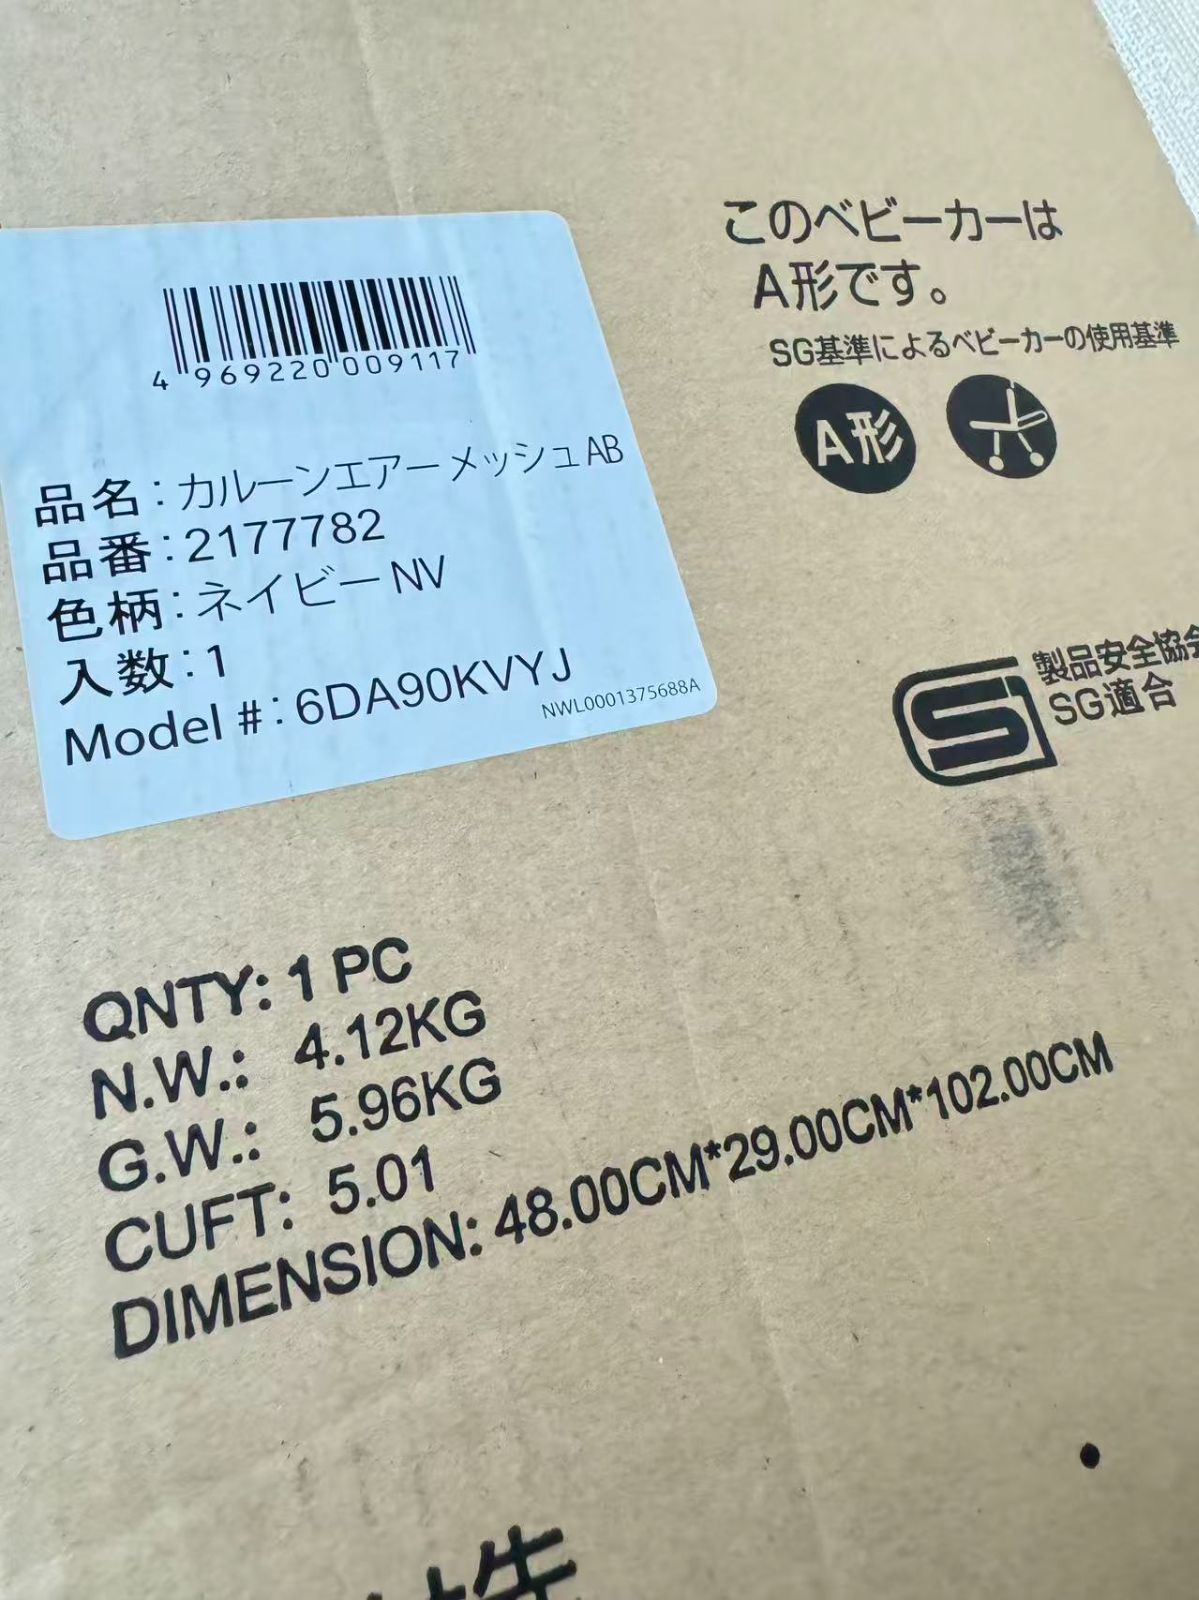 4 969220 009117
品名:カルーンエアーメッシュAB
品番:2177782
色柄:ネイビー NV
入数:1
Model #:6DA90KVYJ
NWL0001375688A
このベビーカーは
A形です。
SG基準によるベビーカーの使用基準
A形
製品安全協会
SG適合
QNTY: 1 PC
N.W.: 4.12KG
G.W.: 5.96KG
CUFT: 5.01
DIMENSION: 48.00CM*29.00CM*102.00CM